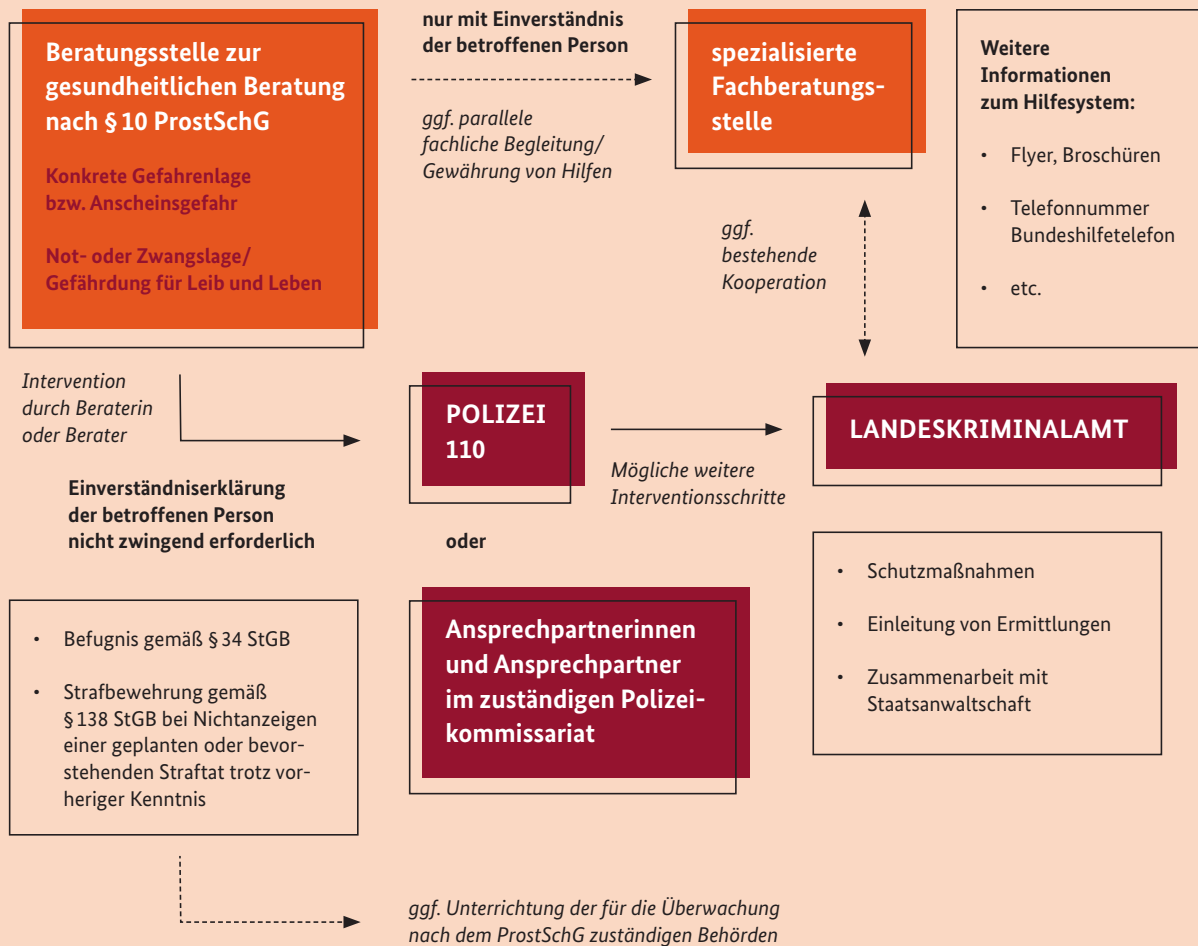 Beratungsstelle zur
gesundheitlichen Beratung
nach § 10 ProstSchG
Konkrete Gefahrenlage
bzw. Anscheinsgefahr
Not- oder Zwangslage/
Gefährdung für Leib und Leben
nur mit Einverständnis
der betroffenen Person
ggf. parallele
fachliche Begleitung/
Gewährung von Hilfen
spezialisierte
Fachberatungs-
stelle
Weitere
Informationen
zum Hilfesystem:
• Flyer, Broschüren
• Telefonnummer
Bundeshilfetelefon
• etc.
ggf.
bestehende
Kooperation
Intervention
durch Beraterin
oder Berater
Einverständniserklärung
der betroffenen Person
nicht zwingend erforderlich
POLIZEI
110
Mögliche weitere
Interventionsschritte
LANDESKRIMINALAMT
oder
• Befugnis gemäß § 34 StGB
• Strafbewehrung gemäß
§ 138 StGB bei Nichtanzeigen
einer geplanten oder bevor-
stehenden Straftat trotz vor-
heriger Kenntnis
Ansprechpartnerinnen
und Ansprechpartner
im zuständigen Polizei-
kommissariat
• Schutzmaßnahmen
• Einleitung von Ermittlungen
• Zusammenarbeit mit
Staatsanwaltschaft
ggf. Unterrichtung der für die Überwachung
nach dem ProstSchG zuständigen Behörden